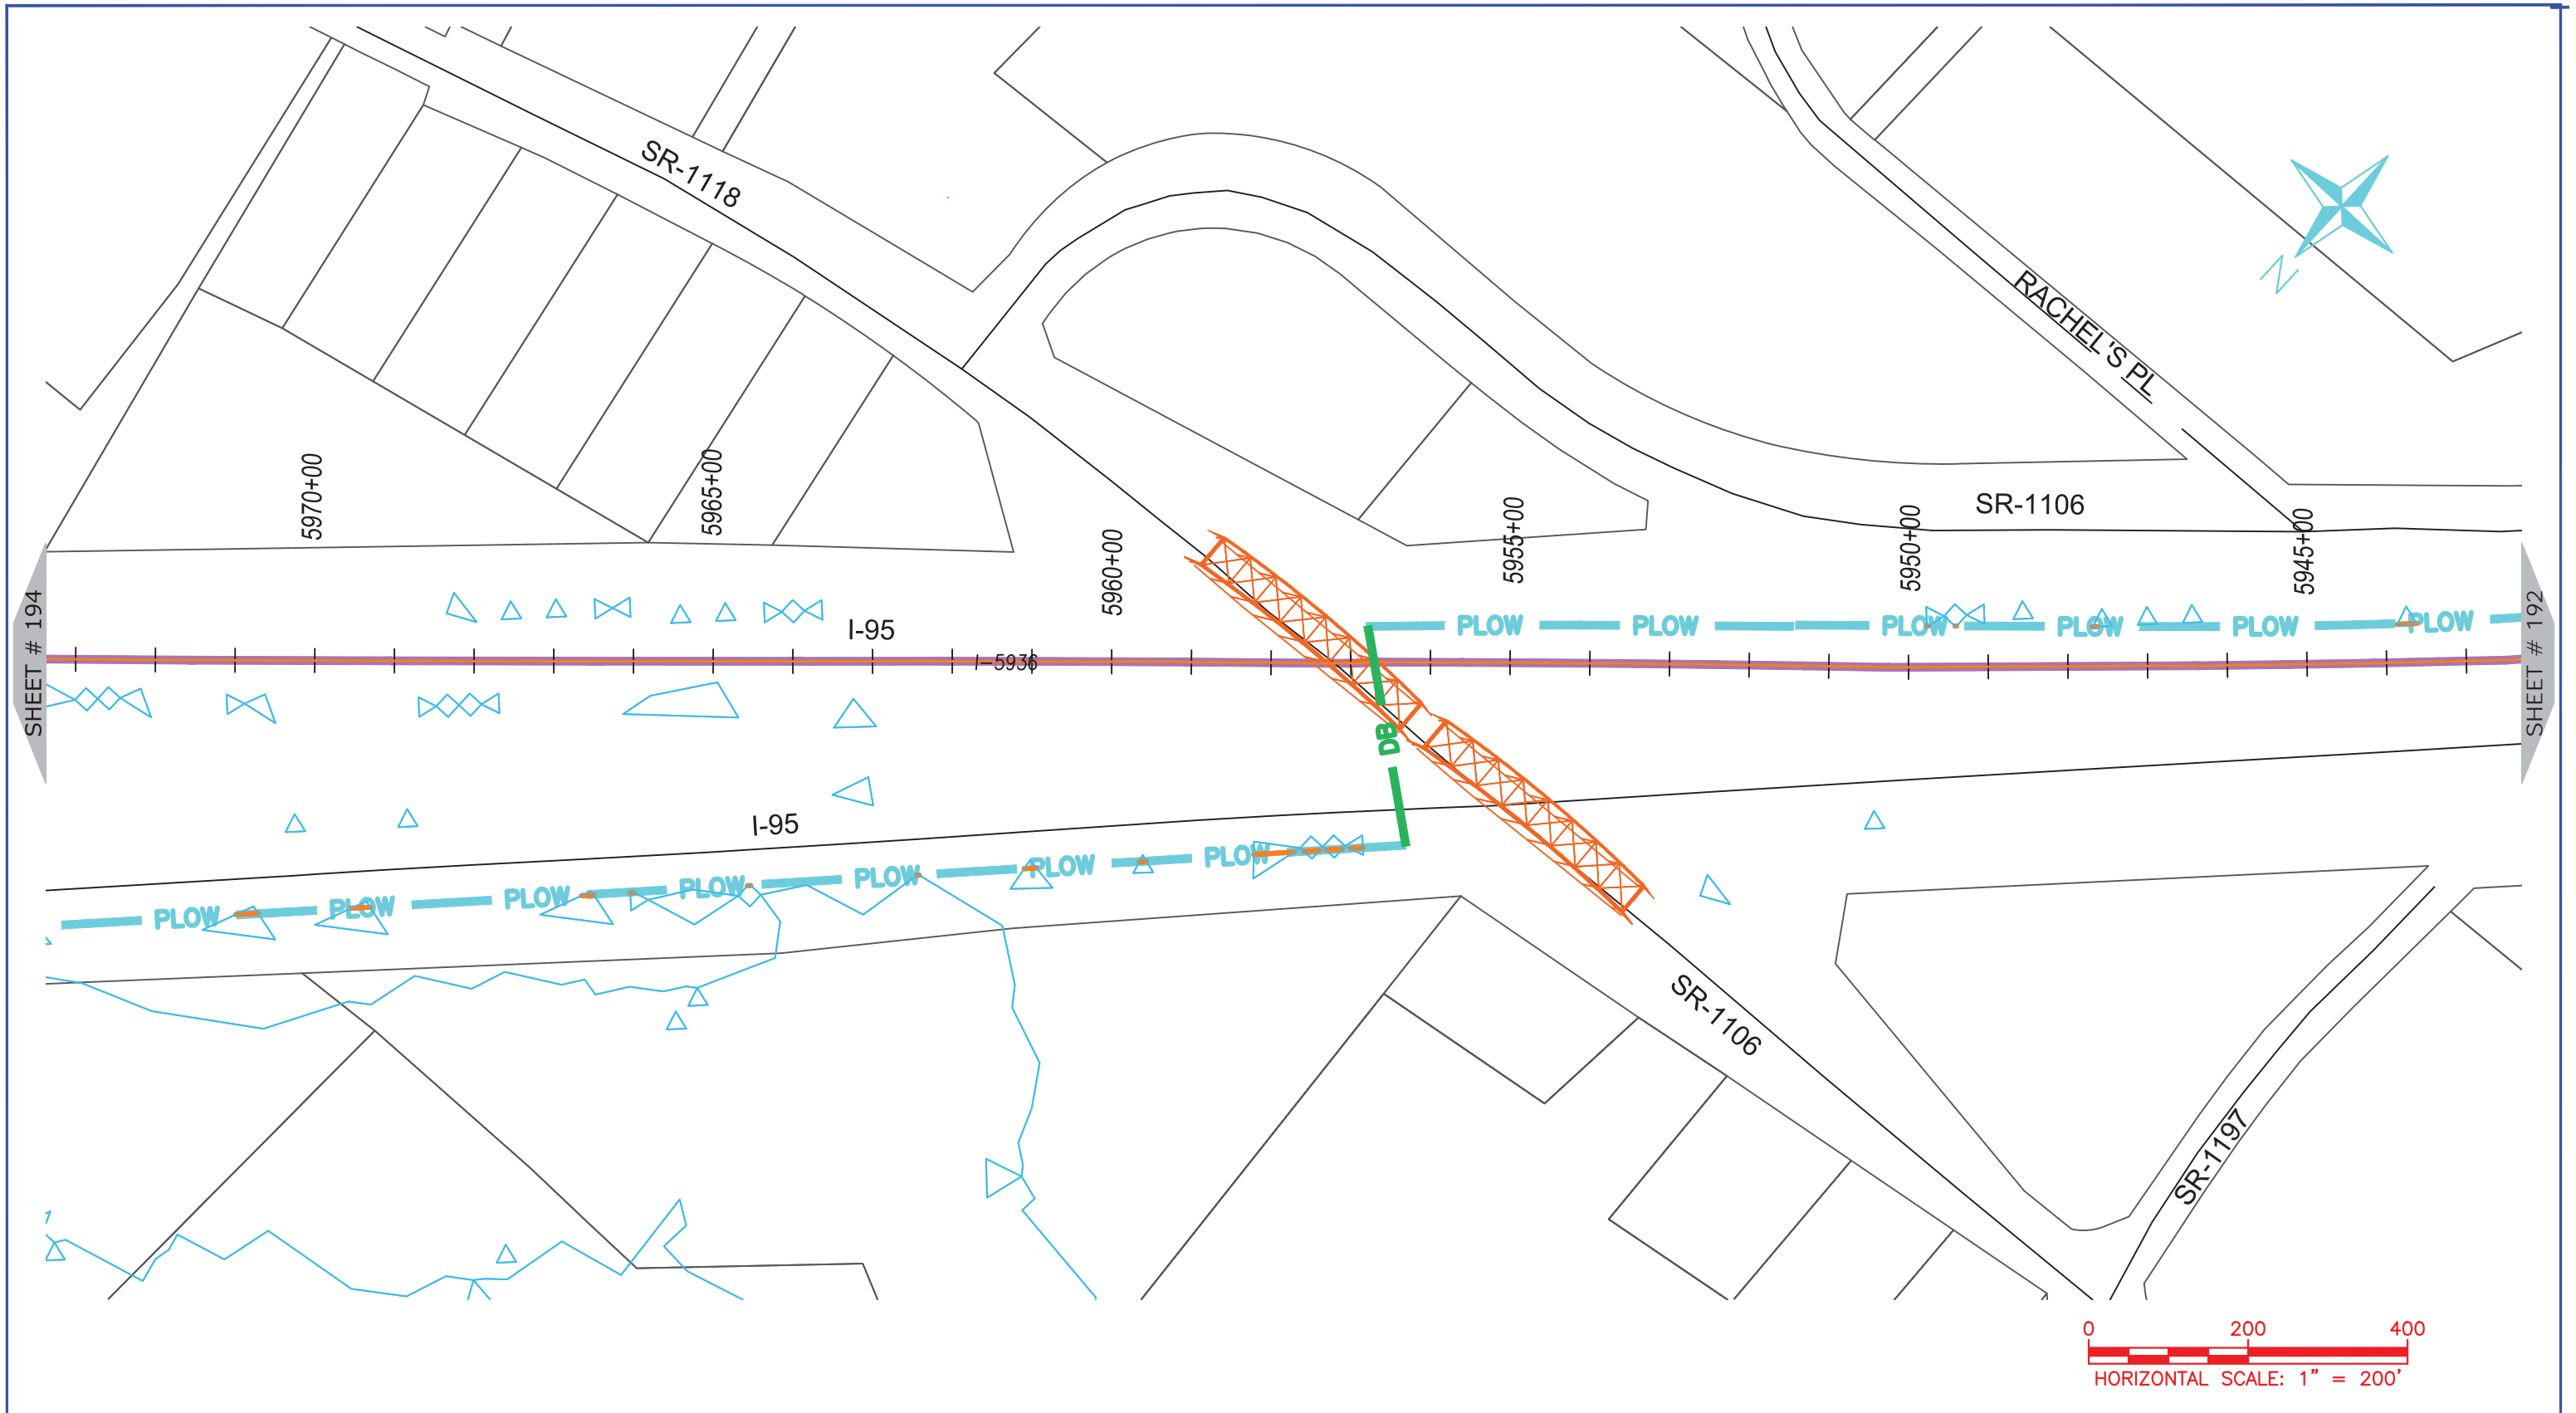 SR-1118
N
RACHEL'S PL
5970+00
5965+00
5960+00
5955+00
5950+00
5945+00
SR-1106
SHEET # 194
SHEET # 192
I-95
I-5936
PLOW PLOW PLOW PLOW PLOW PLOW
DB
I-95
PLOW PLOW PLOW PLOW PLOW PLOW PLOW
SR-1106
SR-1197
0 200 400
HORIZONTAL SCALE: 1" = 200'